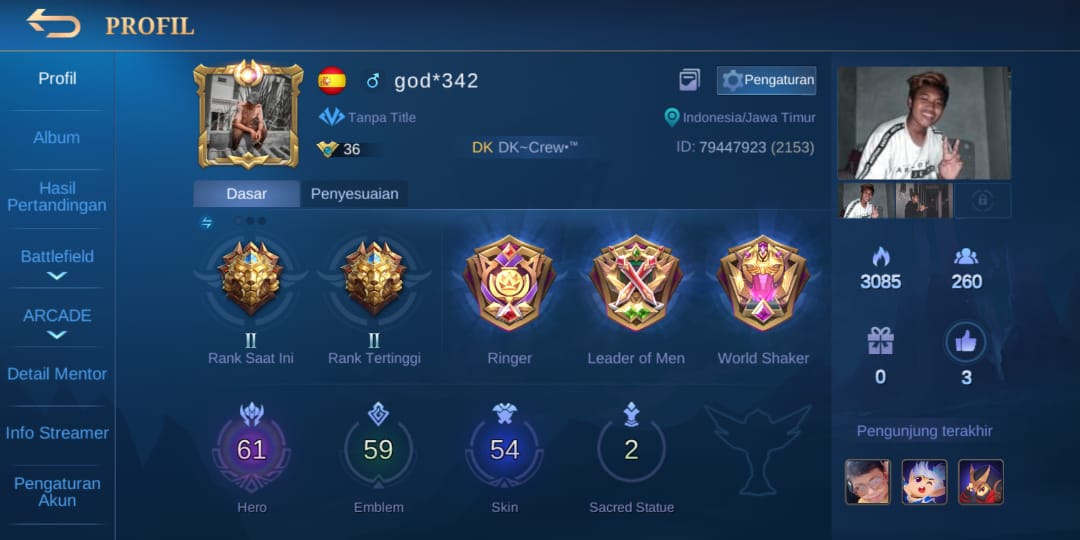 PROFIL
Profil
Album
Hasil
Pertandingan
Battlefield
ARCADE
Detail Mentor
Info Streamer
Pengaturan
Akun
god*342
Pengaturan
Tanpa Title
Indonesia/Jawa Timur
36
DK DK~Crew•™
ID: 79447923 (2153)
Dasar
Penyesuaian
II
II
Rank Saat Ini
Rank Tertinggi
Ringer
Leader of Men
World Shaker
61
59
54
2
Hero
Emblem
Skin
Sacred Statue
3085
260
0
3
Pengunjung terakhir